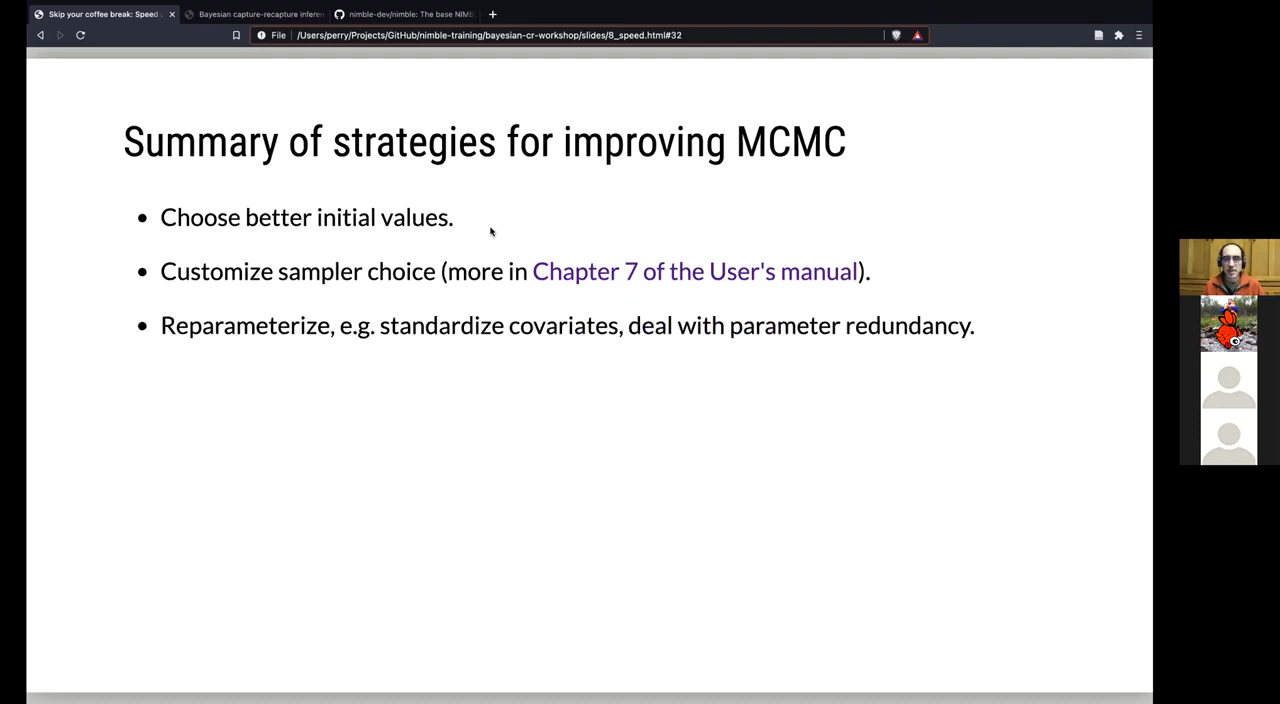 Skip your coffee break: Speed
Bayesian capture-recapture inferen
nimble-dev/nimble: The base NIMB
File
/Users/perry/Projects/GitHub/nimble-training/bayesian-cr-workshop/slides/8_speed.html#32
Summary of strategies for improving MCMC
• Choose better initial values.
• Customize sampler choice (more in Chapter 7 of the User's manual).
• Reparameterize, e.g. standardize covariates, deal with parameter redundancy.